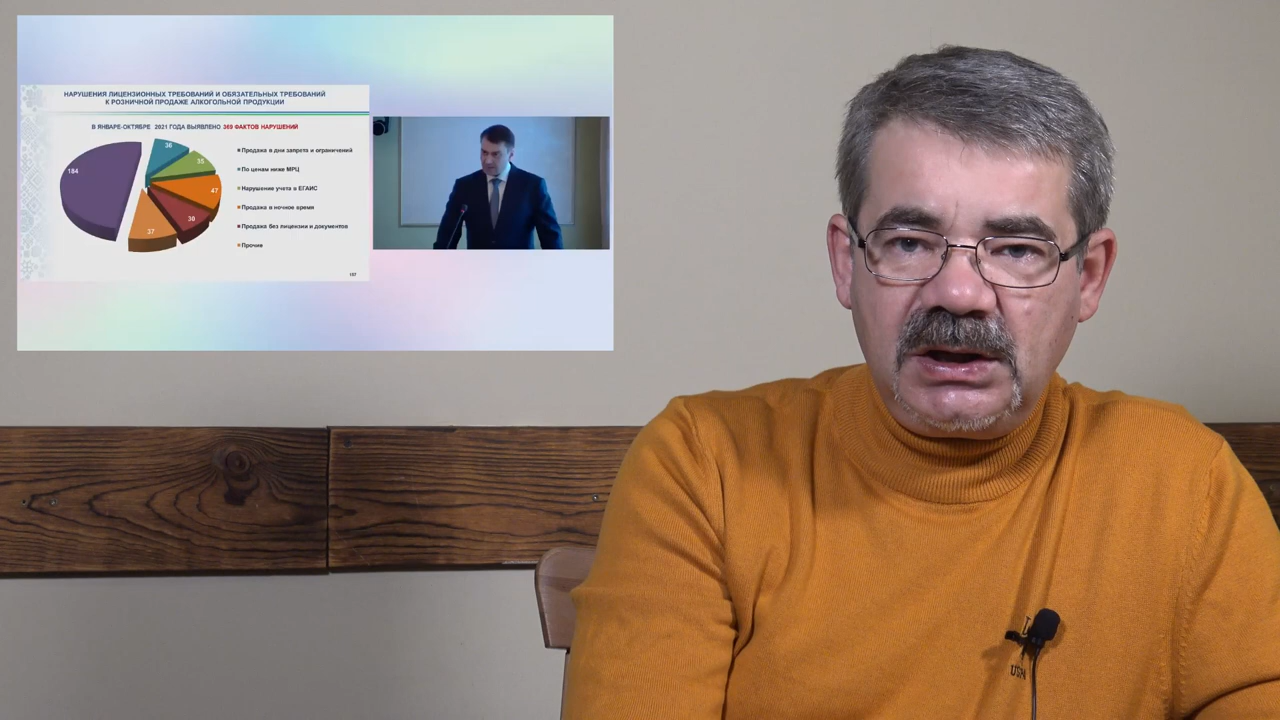 НАРУШЕНИЯ ЛИЦЕНЗИОННЫХ ТРЕБОВАНИЙ И ОБЯЗАТЕЛЬНЫХ ТРЕБОВАНИЙ
К РОЗНИЧНОЙ ПРОДАЖЕ АЛКОГОЛЬНОЙ ПРОДУКЦИИ
В ЯНВАРЕ-ОКТЯБРЕ 2021 ГОДА ВЫЯВЛЕНО 369 ФАКТОВ НАРУШЕНИЙ
36
35
47
30
37
184
Продажа в дни запрета и ограничений
По ценам ниже МРЦ
Нарушение учета в ЕГАИС
Продажа в ночное время
Продажа без лицензии и документов
Прочие